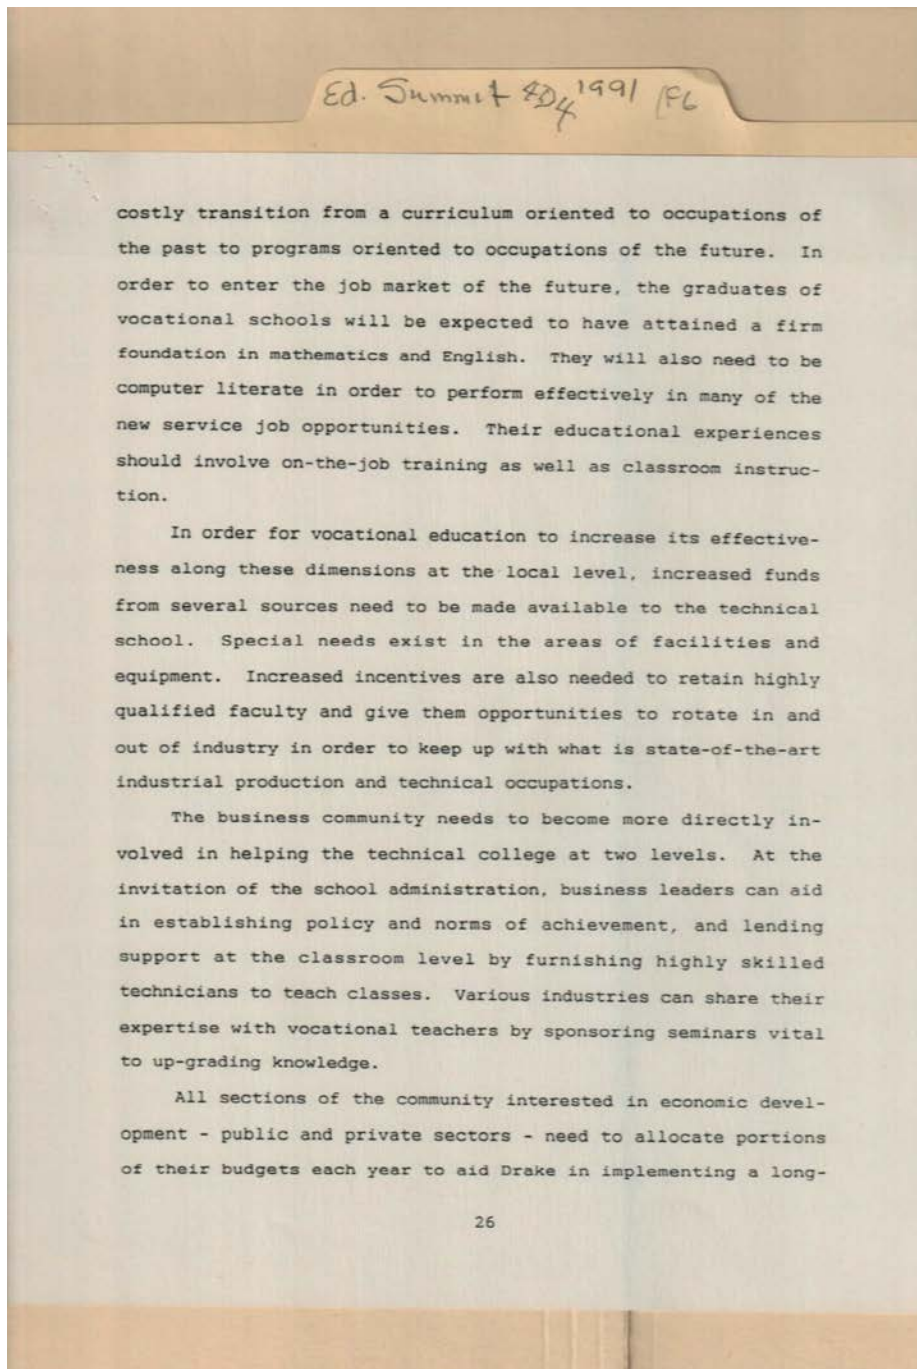 Ed. Summit 1991
costly transition from a curriculum oriented to occupations of
the past to programs oriented to occupations of the future. In
order to enter the job market of the future, the graduates of
vocational schools will be expected to have attained a firm
foundation in mathematics and English. They will also need to be
computer literate in order to perform effectively in many of the
new service job opportunities. Their educational experiences
should involve on-the-job training as well as classroom instruc-
tion.
In order for vocational education to increase its effective-
ness along these dimensions at the local level, increased funds
from several sources need to be made available to the technical
school. Special needs exist in the areas of facilities and
equipment. Increased incentives are also needed to retain highly
qualified faculty and give them opportunities to rotate in and
out of industry in order to keep up with what is state-of-the-art
industrial production and technical occupations.
The business community needs to become more directly in-
volved in helping the technical college at two levels. At the
invitation of the school administration, business leaders can aid
in establishing policy and norms of achievement, and lending
support at the classroom level by furnishing highly skilled
technicians to teach classes. Various industries can share their
expertise with vocational teachers by sponsoring seminars vital
to up-grading knowledge.
All sections of the community interested in economic devel-
opment - public and private sectors - need to allocate portions
of their budgets each year to aid Drake in implementing a long-
26